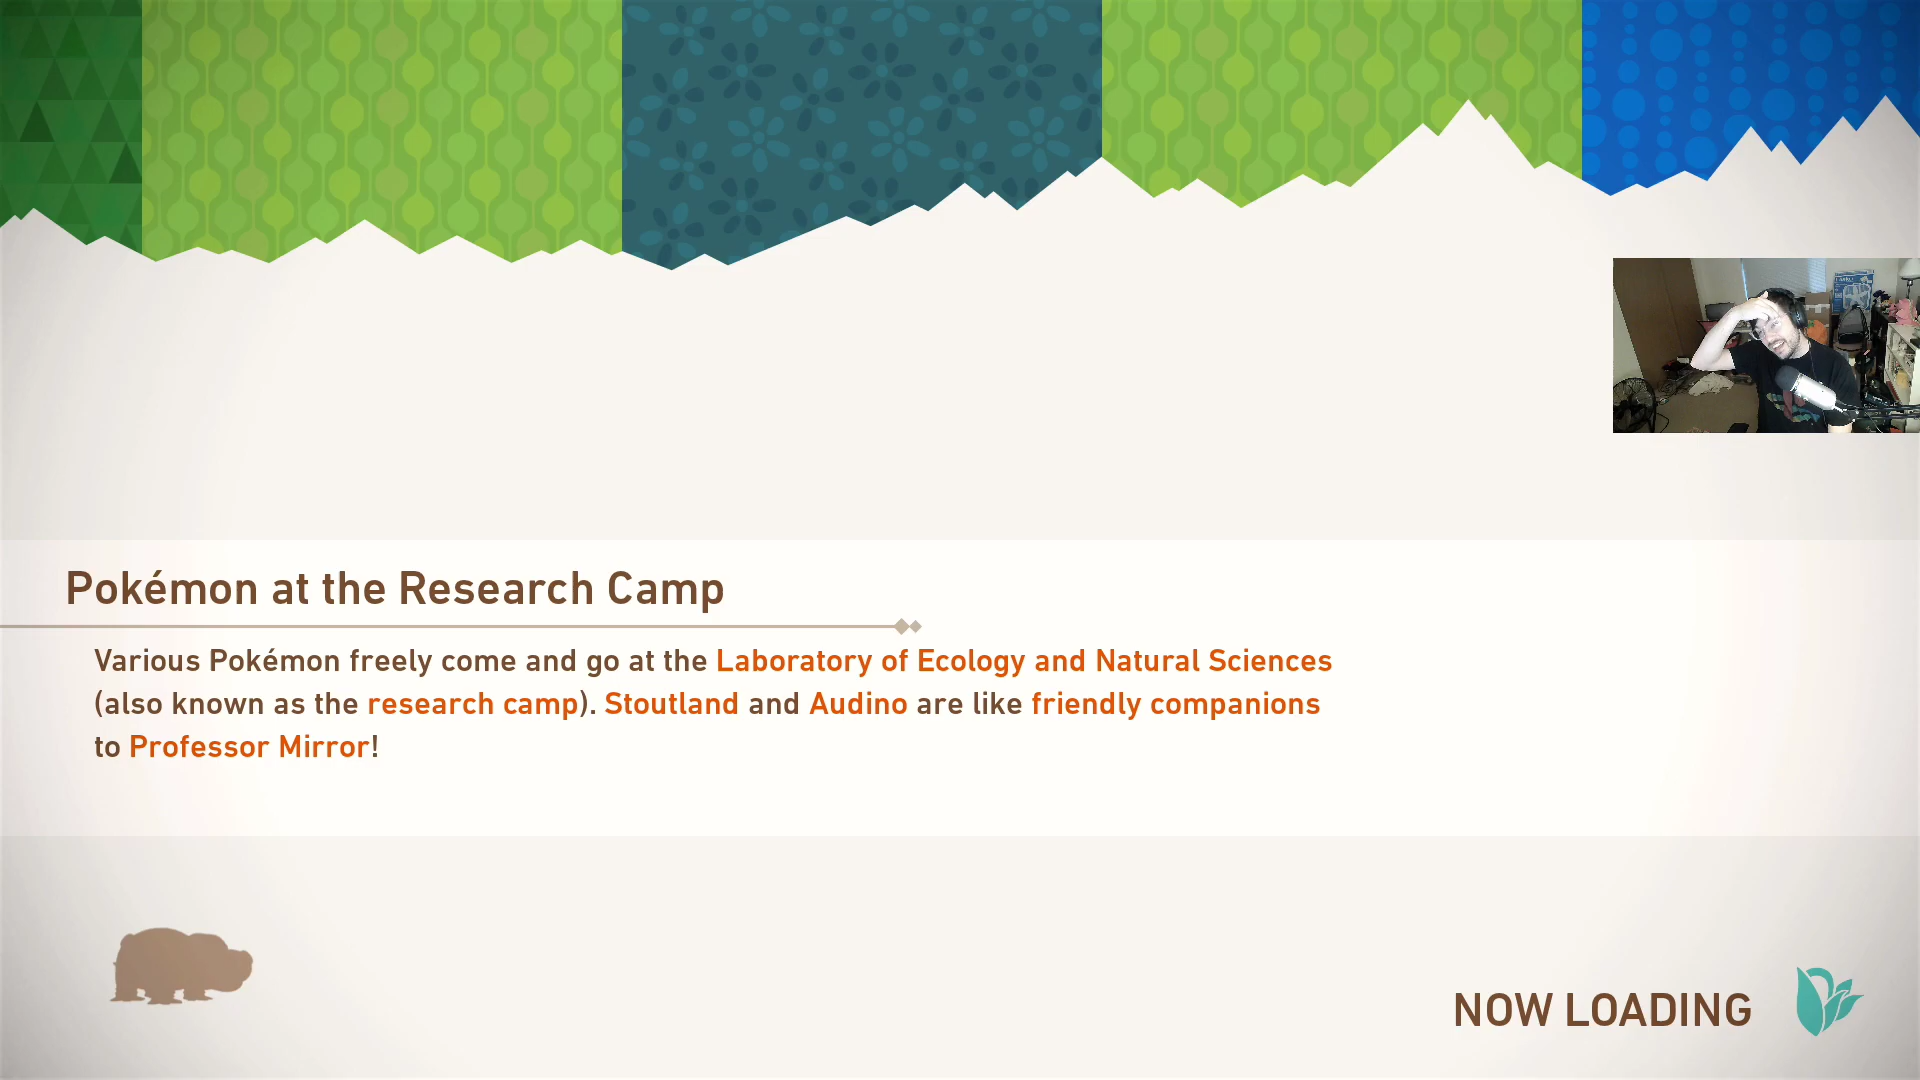 Pokémon at the Research Camp
Various Pokémon freely come and go at the Laboratory of Ecology and Natural Sciences
(also known as the research camp). Stoutland and Audino are like friendly companions
to Professor Mirror!
NOW LOADING